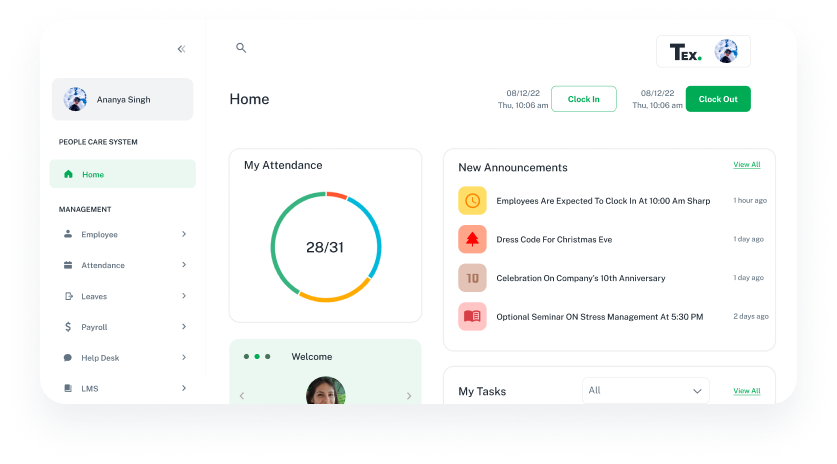 Tex.
Ananya Singh
Home
08/12/22
Thu, 10:06 am
Clock In
08/12/22
Thu, 10:06 am
Clock Out
PEOPLE CARE SYSTEM
Home
MANAGEMENT
Employee
Attendance
Leaves
Payroll
Help Desk
LMS
My Attendance
28/31
Welcome
New Announcements
View All
Employees Are Expected To Clock In At 10:00 Am Sharp
1 hour ago
Dress Code For Christmas Eve
1 day ago
10
Celebration On Company's 10th Anniversary
1 day ago
Optional Seminar ON Stress Management At 5:30 PM
2 days ago
My Tasks
All
View All